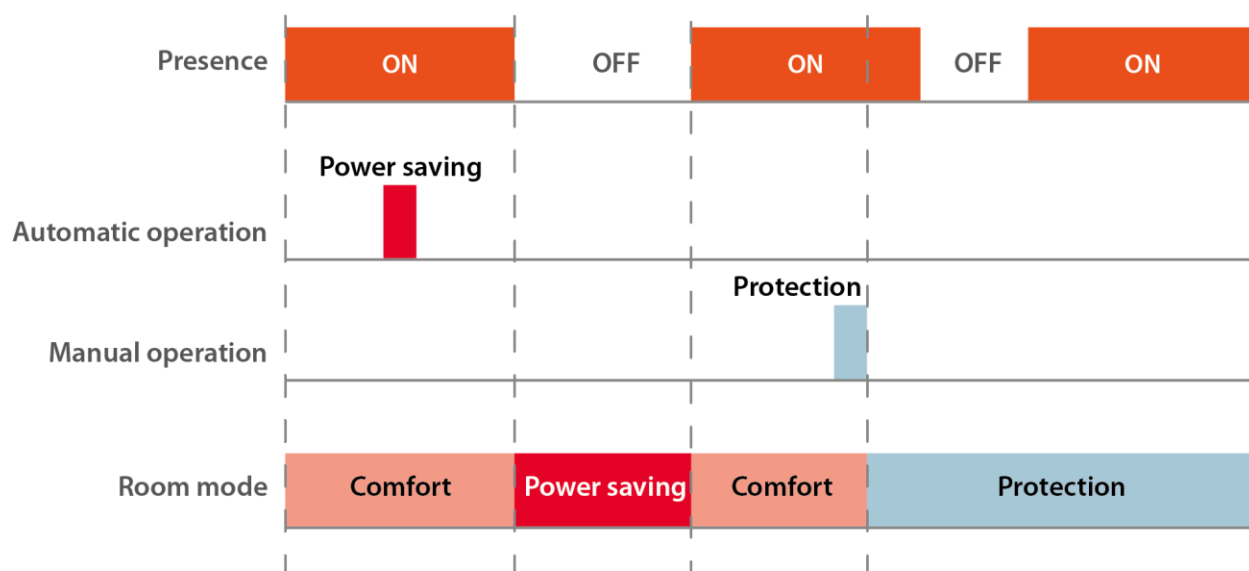 Presence
ON
OFF
ON
OFF
ON
Power saving
Automatic operation
Protection
Manual operation
Room mode
Comfort
Power saving
Comfort
Protection